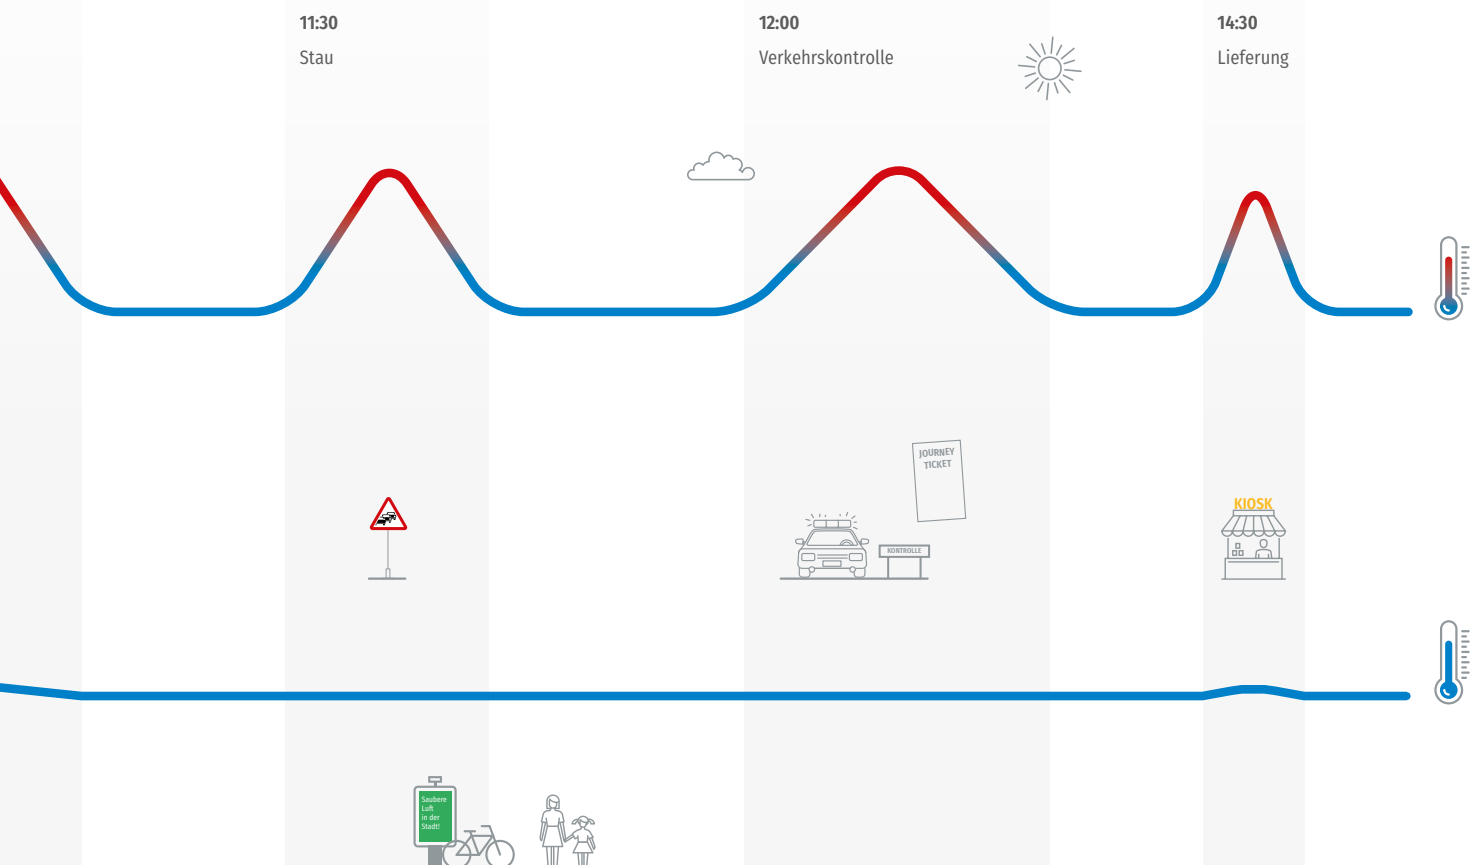 11:30
Stau
12:00
Verkehrskontrolle
14:30
Lieferung
JOURNEY
TICKET
KONTROLLE
KIOSK
Saubere
Luft
in der
Stadt!